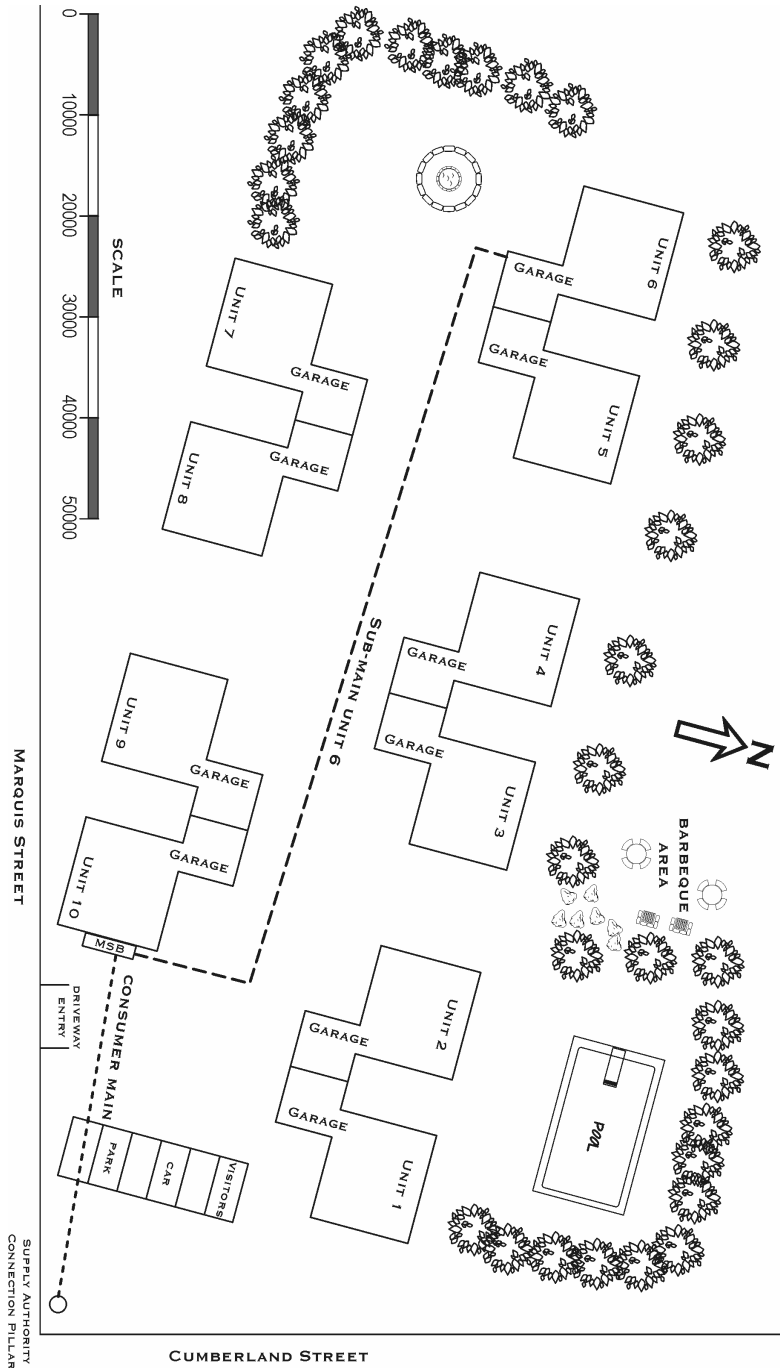 0
10000
20000
30000
40000
50000
SCALE
UNIT 6
GARAGE
GARAGE
UNIT 5
UNIT 7
GARAGE
GARAGE
UNIT 8
SUB-MAIN UNIT 6
UNIT 4
GARAGE
GARAGE
UNIT 3
N
UNIT 9
GARAGE
GARAGE
UNIT 10
MSB
BARBEQUE
AREA
MARQUIS STREET
DRIVEWAY
ENTRY
CONSUMER MAIN
UNIT 2
GARAGE
GARAGE
UNIT 1
POOL
VISITORS
CAR
PARK
SUPPLY AUTHORITY
CONNECTION PILLAR
CUMBERLAND STREET